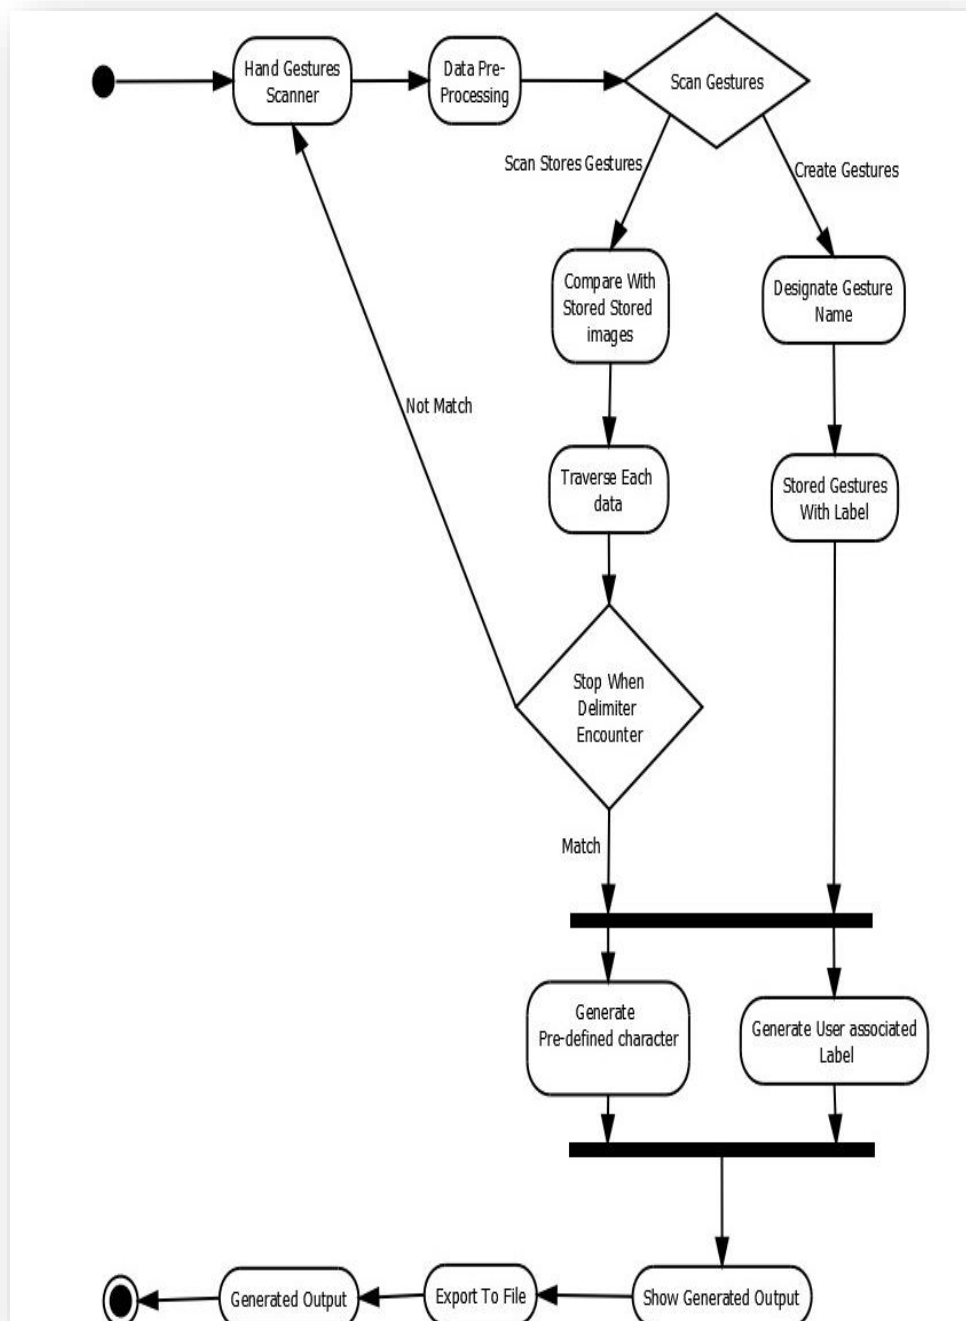 Hand Gestures
Scanner
Data Pre-
Processing
Scan Gestures
Scan Stores Gestures
Create Gestures
Compare With
Stored Stored
images
Designate Gesture
Name
Not Match
Traverse Each
data
Stored Gestures
With Label
Stop When
Delimiter
Encounter
Match
Generate
Pre-defined character
Generate User associated
Label
Show Generated Output
Export To File
Generated Output